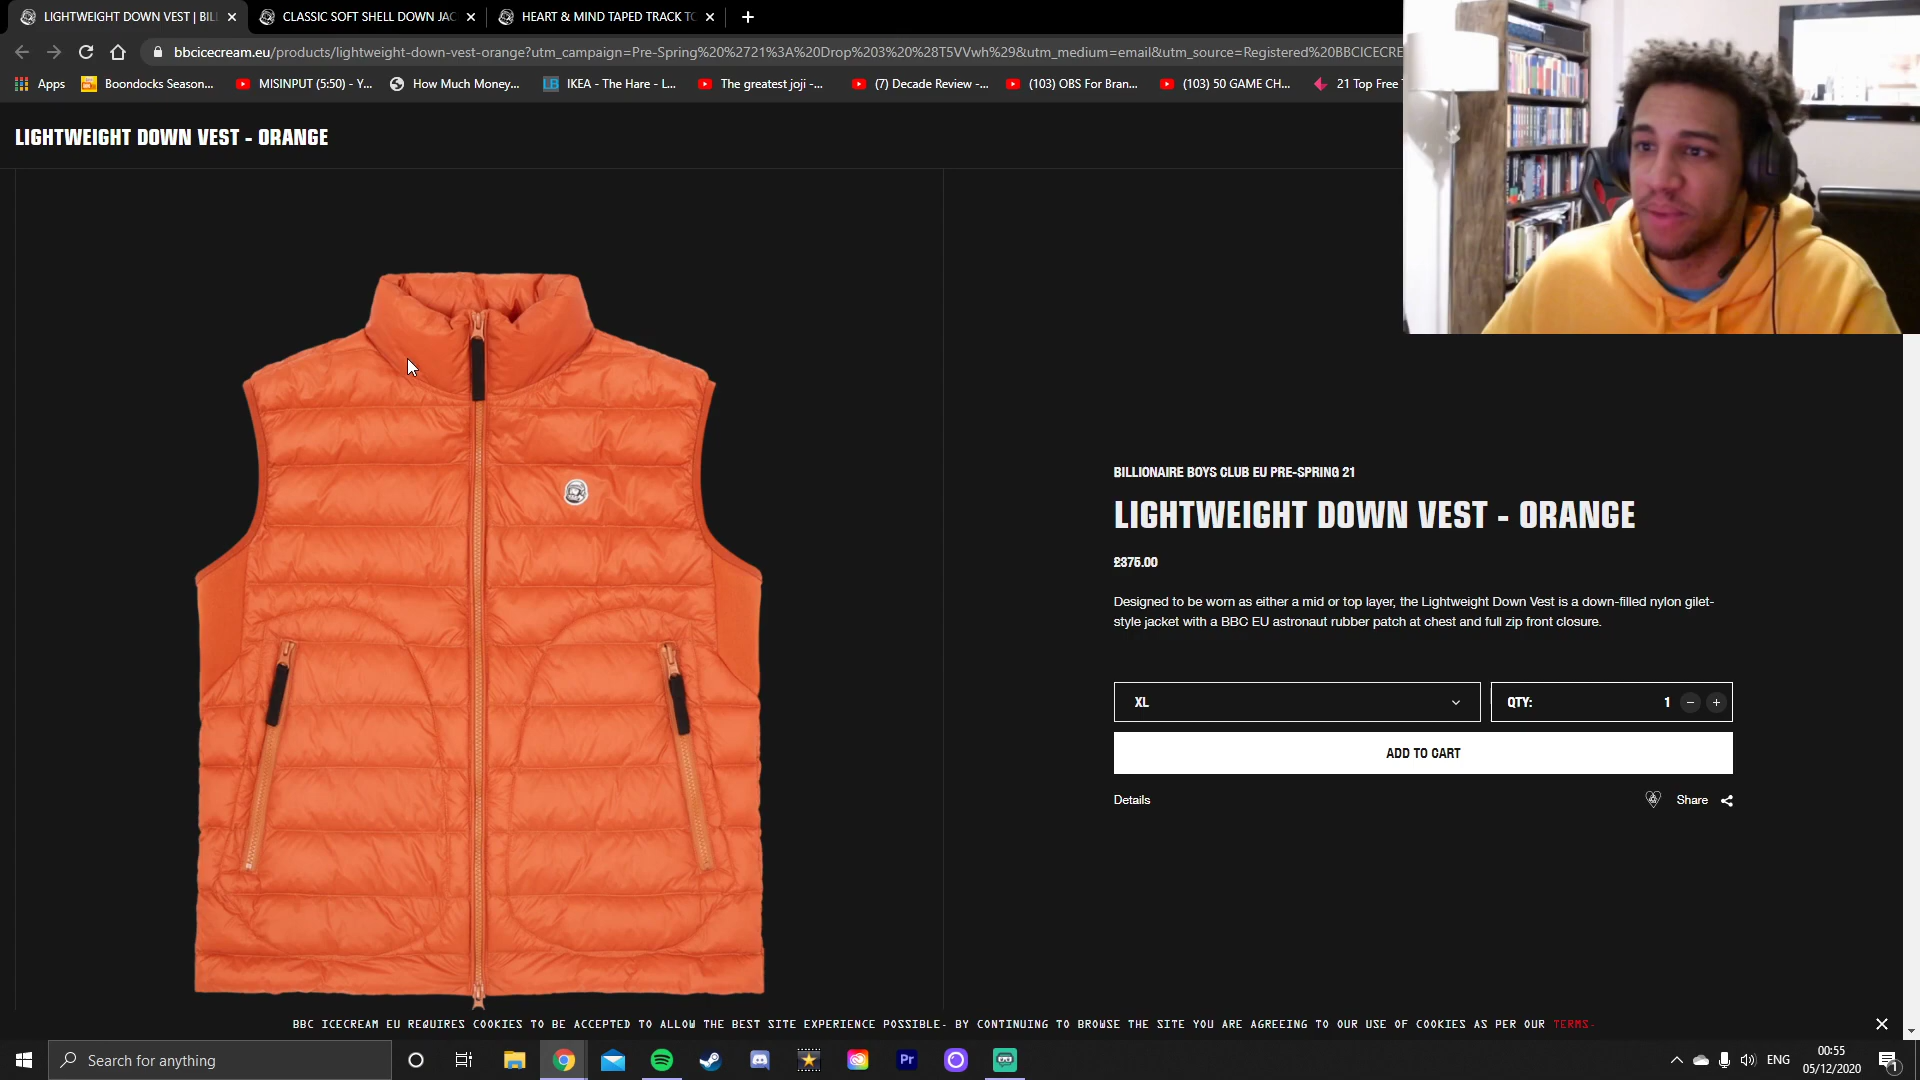 LIGHTWEIGHT DOWN VEST | BIL
CLASSIC SOFT SHELL DOWN JAC
HEART & MIND TAPED TRACK TO
bbcicecream.eu/products/lightweight-down-vest-orange?utm_campaign=Pre-Spring%20%2721%3A%20Drop%203%20%28T5VVwh%29&utm_medium=email&utm_source=Registered%20BBCICECRE
Apps
Boondocks Season...
MISINPUT (5:50) - Y...
How Much Money...
LB IKEA - The Hare - L...
The greatest joji -...
(7) Decade Review -...
(103) OBS For Bran...
(103) 50 GAME CH...
21 Top Free
LIGHTWEIGHT DOWN VEST - ORANGE
BILLIONAIRE BOYS CLUB EU PRE-SPRING 21
LIGHTWEIGHT DOWN VEST - ORANGE
£375.00
Designed to be worn as either a mid or top layer, the Lightweight Down Vest is a down-filled nylon gilet-
style jacket with a BBC EU astronaut rubber patch at chest and full zip front closure.
XL
QTY: 1
ADD TO CART
Details
Share
BBC ICECREAM EU REQUIRES COOKIES TO BE ACCEPTED TO ALLOW THE BEST SITE EXPERIENCE POSSIBLE. BY CONTINUING TO BROWSE THE SITE YOU ARE AGREEING TO OUR USE OF COOKIES AS PER OUR TERMS.
Search for anything
Pr
ENG
00:55
05/12/2020
1